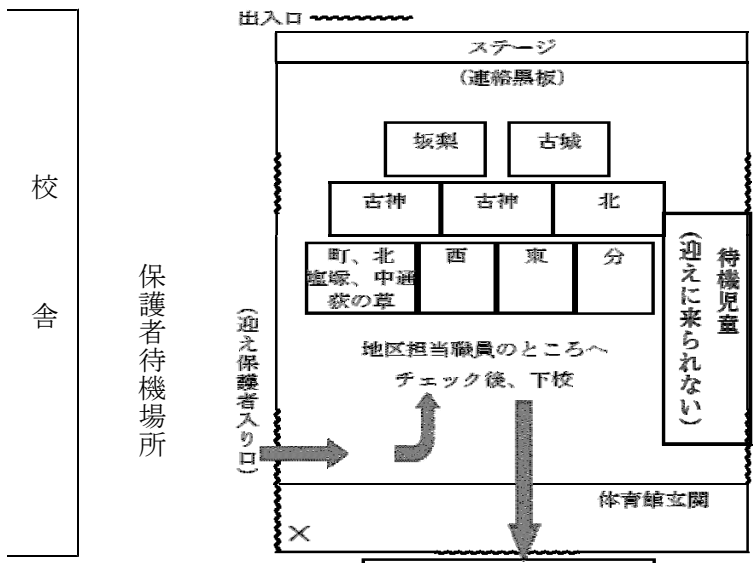 出入口
ステージ
(連絡黒板)
坂梨
古城
古神
古神
北
町、北
塩塚、中通
荻の草
西
東
分
待機児童
(迎えに来られない)
校舎
保護者待機場所
(迎え保護者入り口)
地区担当職員のところへ
チェック後、下校
体育館玄関
×